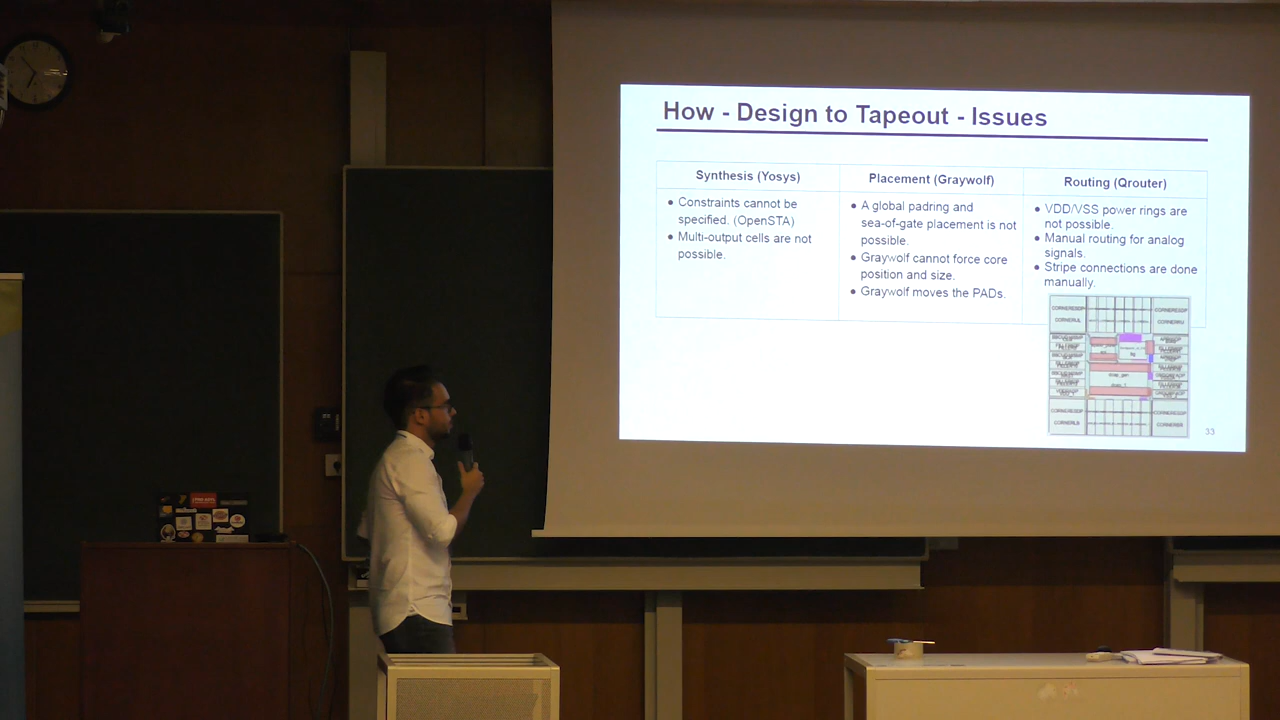 How - Design to Tapeout - Issues
Synthesis (Yosys)
● Constraints cannot be
specified. (OpenSTA)
● Multi-output cells are not
possible.
Placement (Graywolf)
● A global padring and
sea-of-gate placement is not
possible.
● Graywolf cannot force core
position and size.
● Graywolf moves the PADs.
Routing (Qrouter)
● VDD/VSS power rings are
not possible.
● Manual routing for analog
signals.
● Stripe connections are done
manually.
33